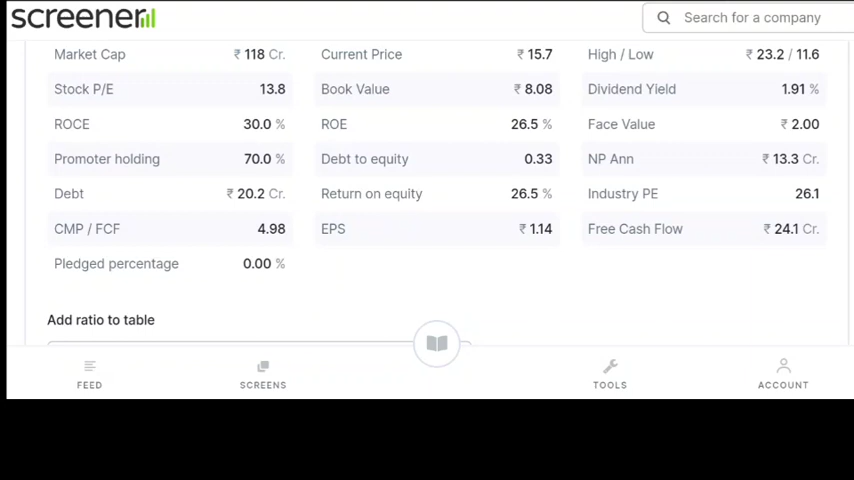 screener
Search for a company
Market Cap ₹ 118 Cr. Current Price ₹ 15.7 High / Low ₹ 23.2 / 11.6
Stock P/E 13.8 Book Value ₹ 8.08 Dividend Yield 1.91 %
ROCE 30.0 % ROE 26.5 % Face Value ₹ 2.00
Promoter holding 70.0 % Debt to equity 0.33 NP Ann ₹ 13.3 Cr.
Debt ₹ 20.2 Cr. Return on equity 26.5 % Industry PE 26.1
CMP / FCF 4.98 EPS ₹ 1.14 Free Cash Flow ₹ 24.1 Cr.
Pledged percentage 0.00 %
Add ratio to table
FEED SCREENS TOOLS ACCOUNT